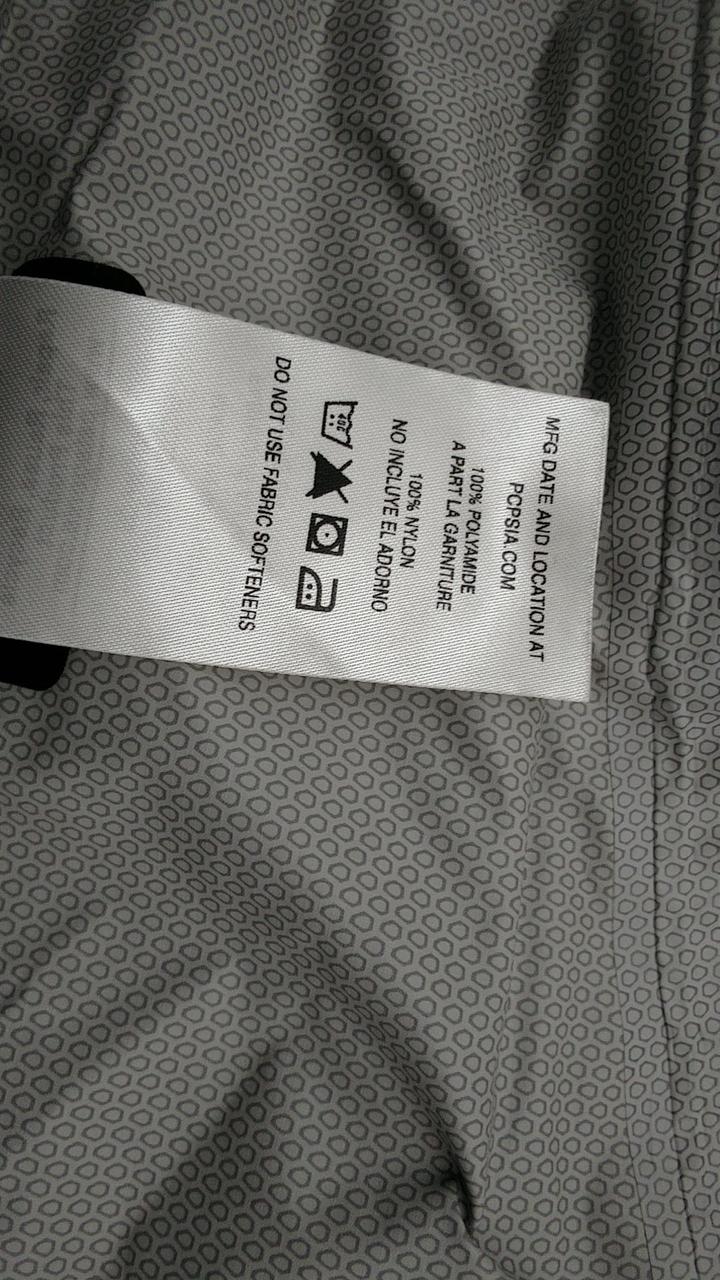 MFG DATE AND LOCATION AT
PCPSIA.COM
100% POLYAMIDE
A PART LA GARNITURE
100% NYLON
NO INCLUYE EL ADORNO
40C
DO NOT USE FABRIC SOFTENERS